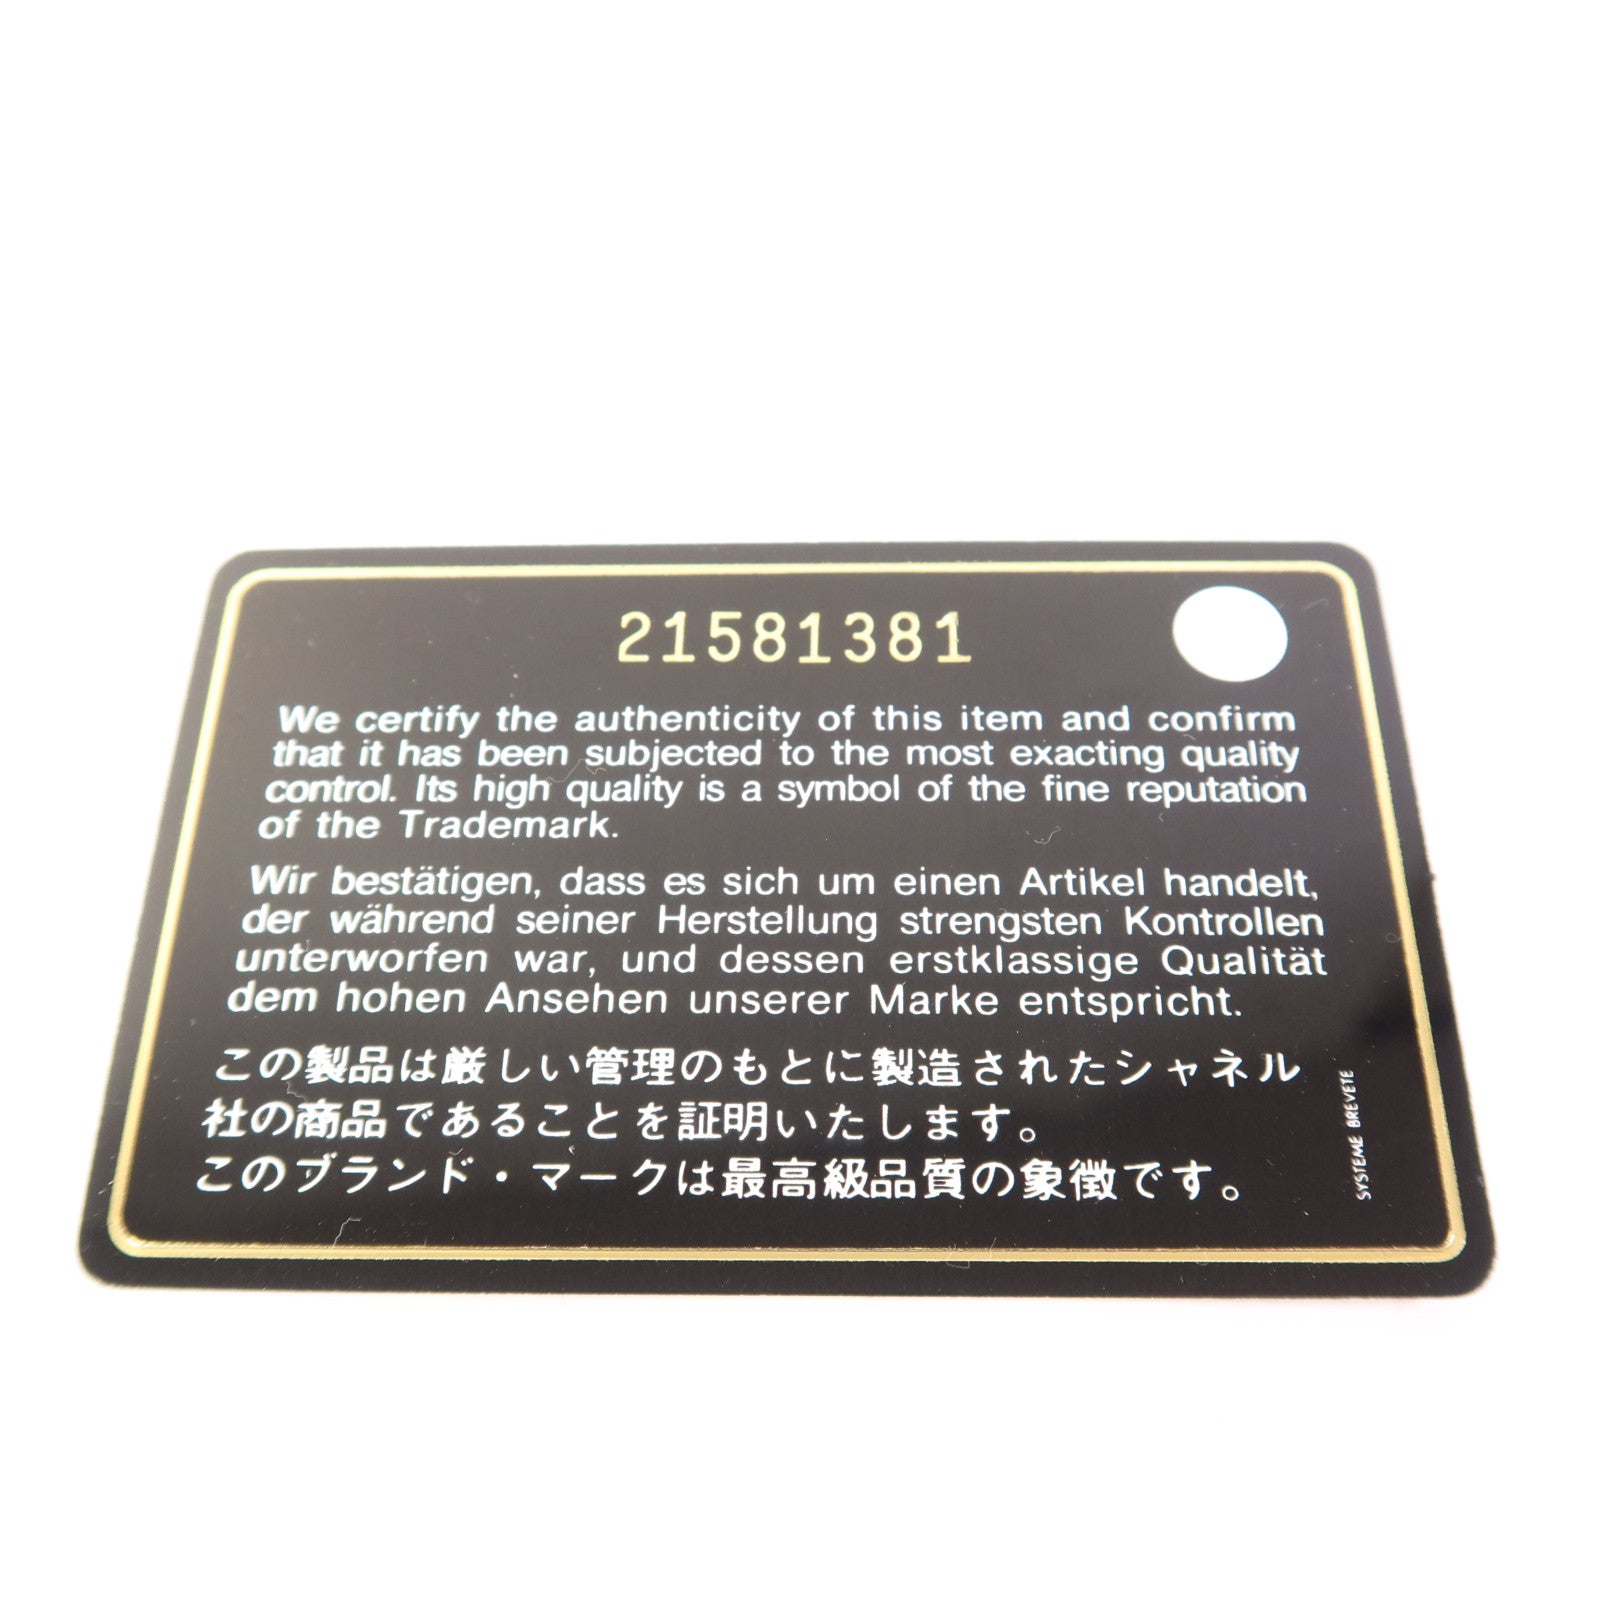 21581381
We certify the authenticity of this item and confirm
that it has been subjected to the most exacting quality
control. Its high quality is a symbol of the fine reputation
of the Trademark.
Wir bestätigen, dass es sich um einen Artikel handelt,
der während seiner Herstellung strengsten Kontrollen
unterworfen war, und dessen erstklassige Qualität
dem hohen Ansehen unserer Marke entspricht.
この製品は厳しい管理のもとに製造されたシャネル
社の商品であることを証明いたします。
このブランド・マークは最高級品質の象徴です。
SYSTEME BREVETE